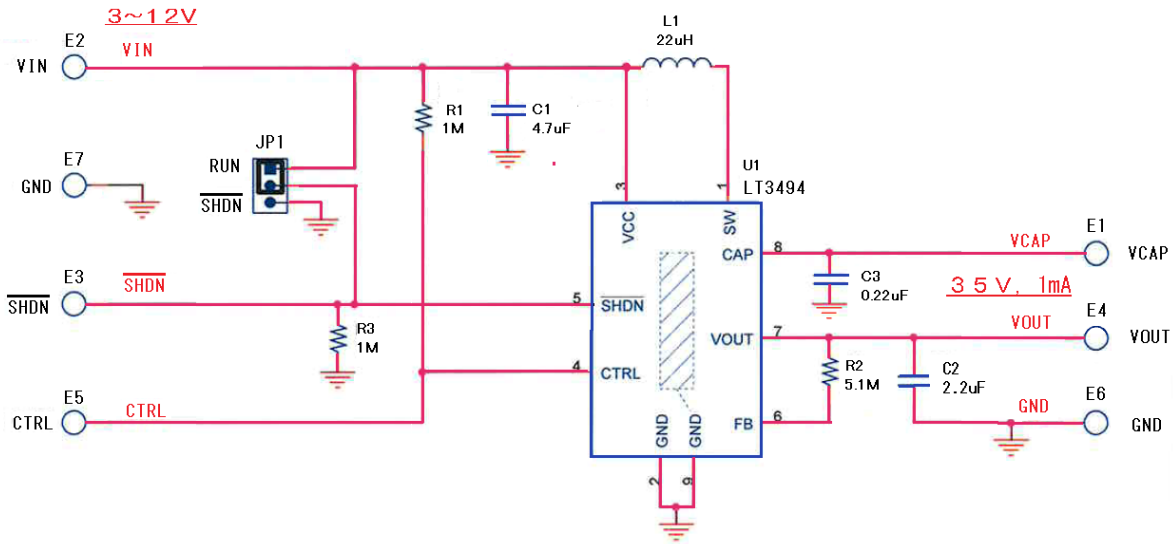 3~12V
E2
VIN
VIN
L1
22uH
R1
1M
C1
4.7uF
E7
GND
JP1
RUN
SHDN
U1
LT3494
3
1
VCC
SW
CAP
8
VCAP
E1
VCAP
C3
0.22uF
35V, 1mA
E3
SHDN
SHDN
5
SHDN
R3
1M
VOUT
7
VOUT
E4
VOUT
4
CTRL
R2
5.1M
C2
2.2uF
E5
CTRL
CTRL
FB
6
GND
E6
GND
GND
GND
2
9